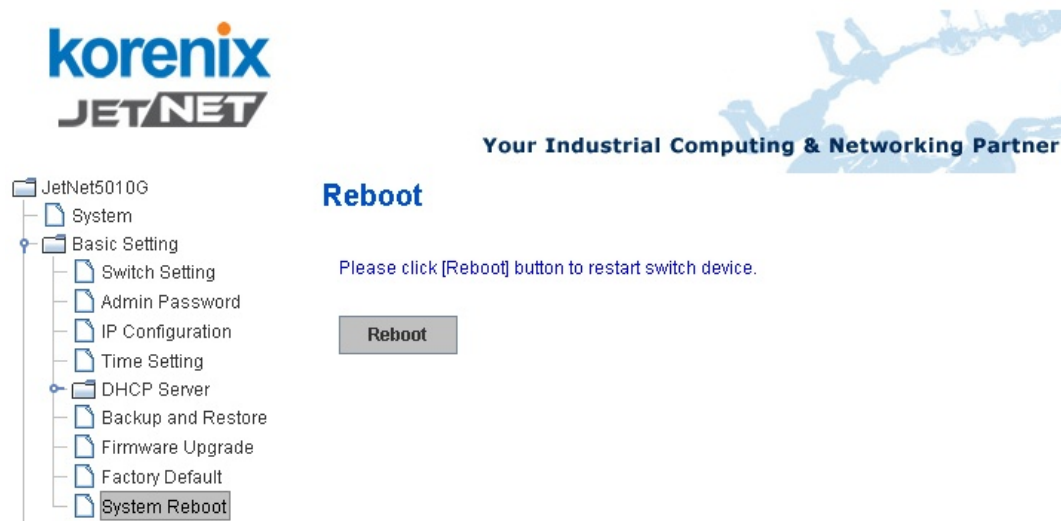 korenix
JETNET
Your Industrial Computing & Networking Partner
JetNet5010G
System
Basic Setting
Switch Setting
Admin Password
IP Configuration
Time Setting
DHCP Server
Backup and Restore
Firmware Upgrade
Factory Default
System Reboot
Reboot
Please click [Reboot] button to restart switch device.
Reboot